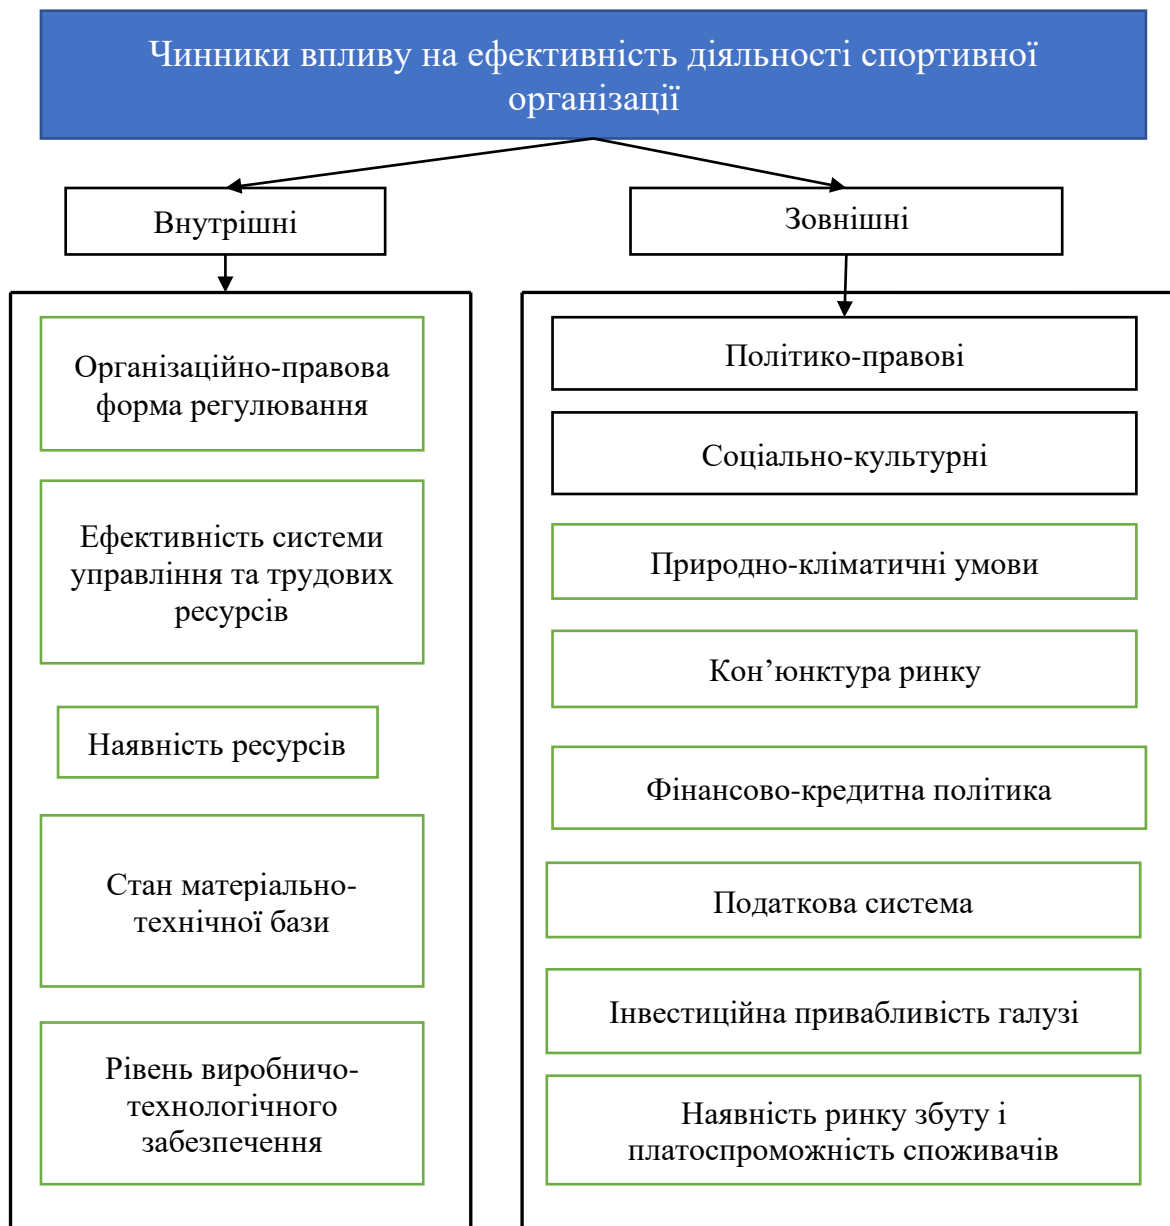 Чинники впливу на ефективність діяльності спортивної
організації
Внутрішні
Зовнішні
Організаційно-правова
форма регулювання
Ефективність системи
управління та трудових
ресурсів
Наявність ресурсів
Стан матеріально-
технічної бази
Рівень виробничо-
технологічного
забезпечення
Політико-правові
Соціально-культурні
Природно-кліматичні умови
Кон’юнктура ринку
Фінансово-кредитна політика
Податкова система
Інвестиційна привабливість галузі
Наявність ринку збуту і
платоспроможність споживачів